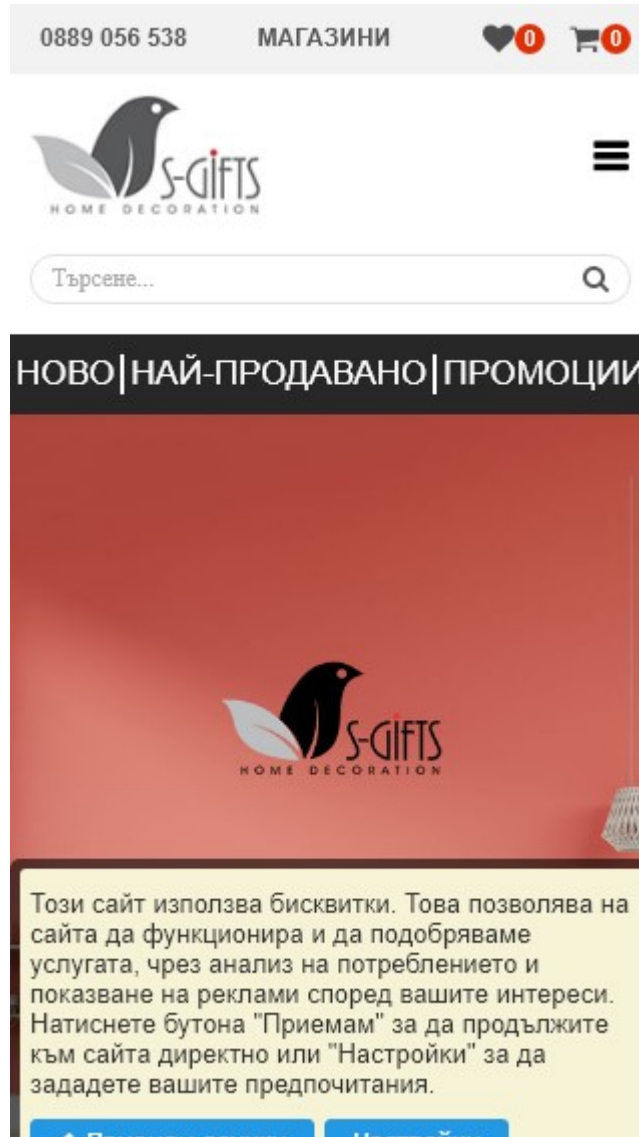 0889 056 538 МАГАЗИНИ 0 0
S-GIFTS
HOME DECORATION
Търсене...
НОВО|НАЙ-ПРОДАВАНО|ПРОМОЦИИ
S-GIFTS
HOME DECORATION
Този сайт използва бисквитки. Това позволява на
сайта да функционира и да подобряваме
услугата, чрез анализ на потреблението и
показване на реклами според вашите интереси.
Натиснете бутона "Приемам" за да продължите
към сайта директно или "Настройки" за да
зададете вашите предпочитания.